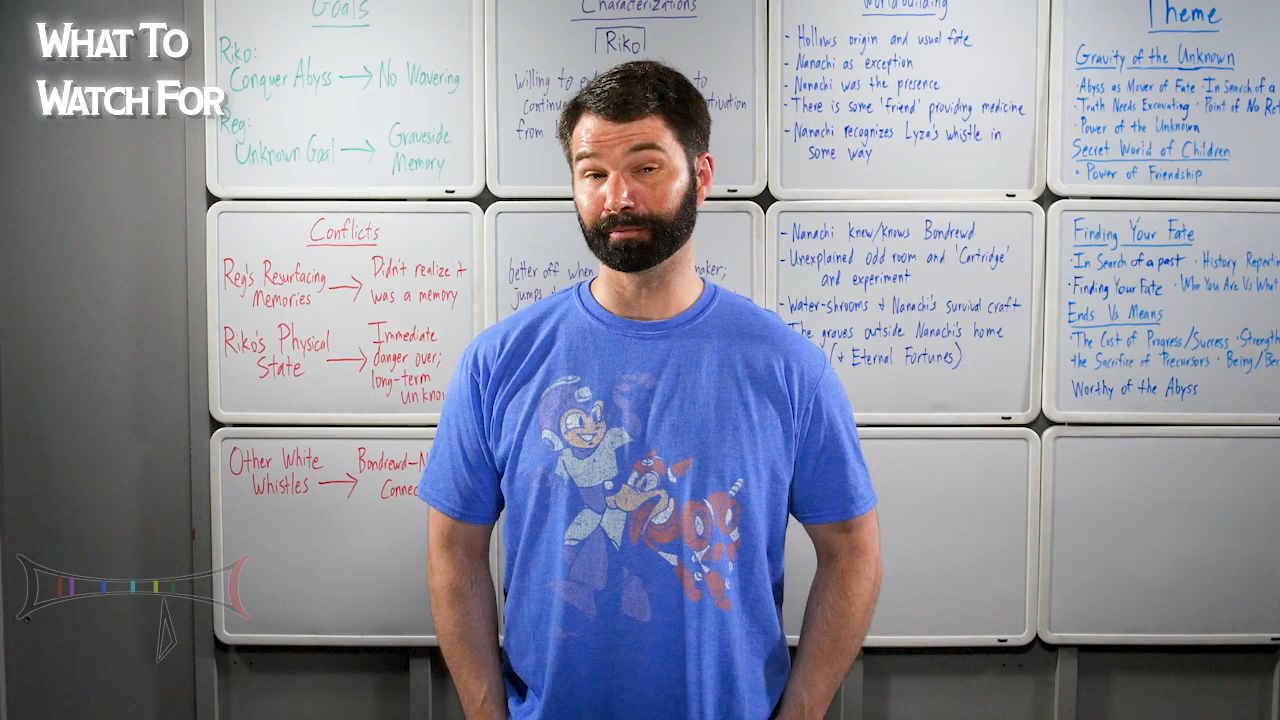 WHAT TO
WATCH FOR
Goals
Riko:
Conquer Abyss → No Wavering
Reg:
Unknown Goal → Graveside
Memory
Characterizations
Riko
willing to
to
continu
from
Worldbuilding
- Hollows origin and usual fate
- Nanachi as exception
- Nanachi was the presence
- There is some 'friend' providing medicine
- Nanachi recognizes Lyza's whistle in
some way
Theme
Gravity of the Unknown
· Abyss as Mover of Fate · In Search of a
· Truth Needs Excavating · Point of No Re
· Power of the Unknown
Secret World of Children
· Power of Friendship
Conflicts
Reg's Resurfacing
Memories → Didn't realize it
was a memory
Riko's Physical
State → Immediate
danger over;
long-term
unkno
better off when
jumps
- Nanachi knew/knows Bondrewd
- Unexplained odd room and 'Cartridge'
and experiment
- Water-shrooms + Nanachi's survival craft
The graves outside Nanachi's home
(+ Eternal Fortunes)
Finding Your Fate
· In Search of a past · History Repeatin
· Finding Your Fate · Who You Are Vs What
Ends Vs Means
· The Cost of Progress/Success · Strength
the Sacrifice of Precursors · Being/Bec
Worthy of the Abyss
Other White
Whistles → Bondrewd-N
Connec